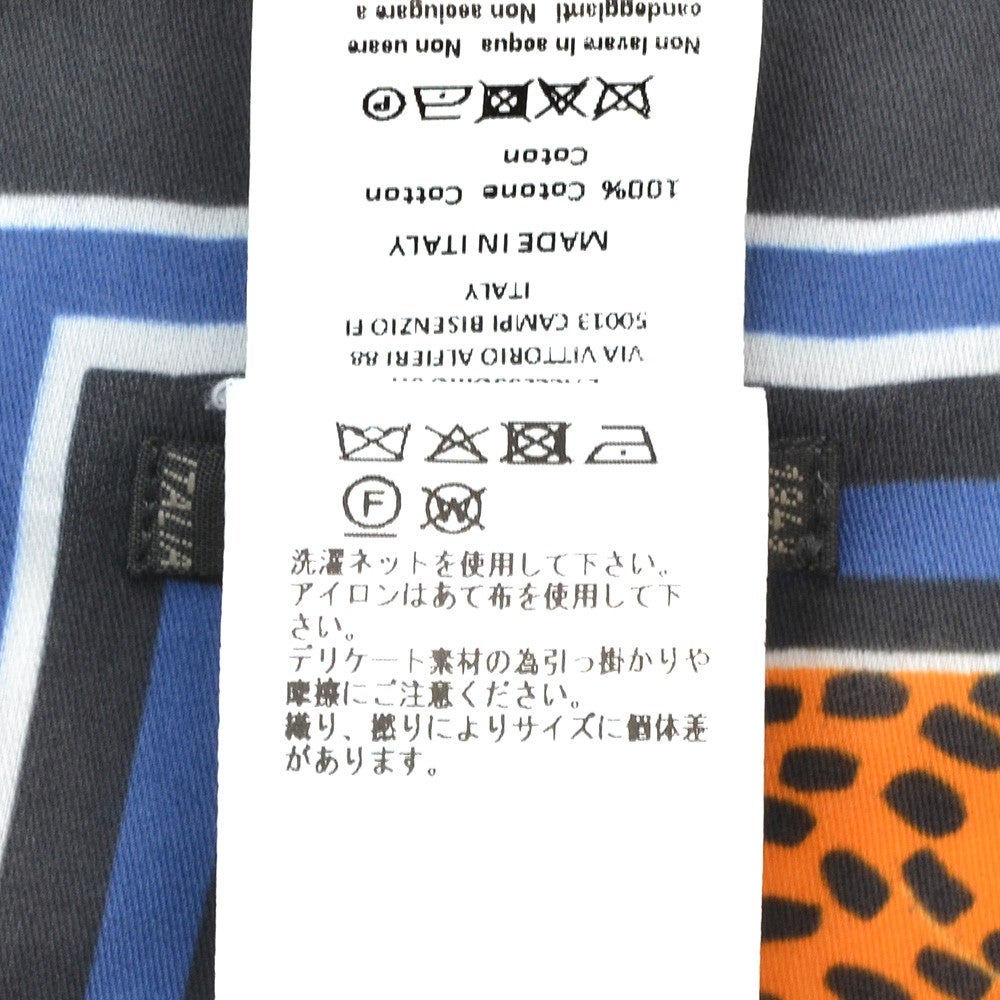 VIA VITTORIO ALFIERI 88
50013 CAMPI BISENZIO FI
ITALY
MADE IN ITALY
100% Cotone Cotton
Coton
P
Non lavare in acqua Non usare
candeggianti Non asciugare a
F
W
洗濯ネットを使用して下さい。
アイロンはあて布を使用して下
さい。
デリケート素材の為引っ掛かりや
摩擦にご注意ください。
織り、撚りによりサイズに個体差
があります。
ITALIA